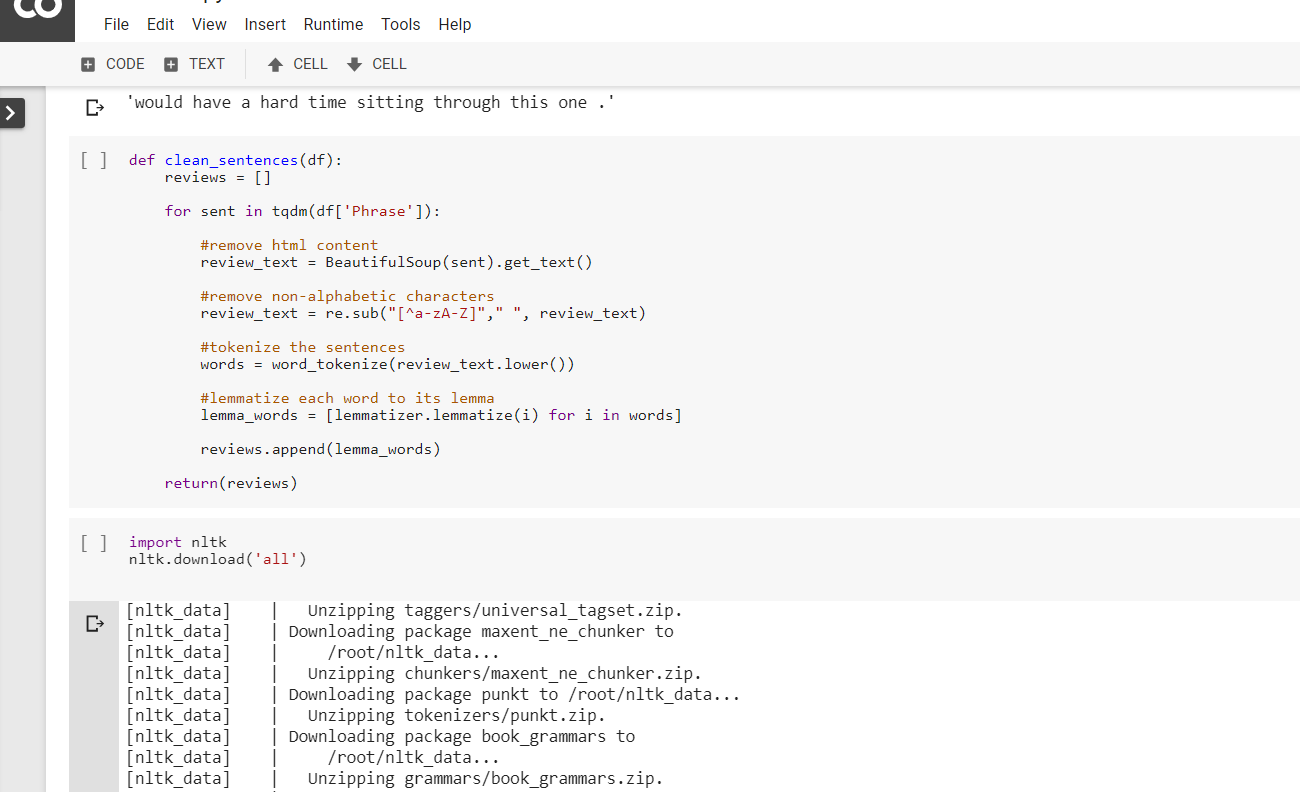 CO
File Edit View Insert Runtime Tools Help
CODE TEXT CELL CELL
'would have a hard time sitting through this one .'
[ ] def clean_sentences(df):
reviews = []
for sent in tqdm(df['Phrase']):
#remove html content
review_text = BeautifulSoup(sent).get_text()
#remove non-alphabetic characters
review_text = re.sub("[^a-zA-Z]"," ", review_text)
#tokenize the sentences
words = word_tokenize(review_text.lower())
#lemmatize each word to its lemma
lemma_words = [lemmatizer.lemmatize(i) for i in words]
reviews.append(lemma_words)
return(reviews)
[ ] import nltk
nltk.download('all')
[nltk_data]    |   Unzipping taggers/universal_tagset.zip.
[nltk_data]    | Downloading package maxent_ne_chunker to
[nltk_data]    |     /root/nltk_data...
[nltk_data]    |   Unzipping chunkers/maxent_ne_chunker.zip.
[nltk_data]    | Downloading package punkt to /root/nltk_data...
[nltk_data]    |   Unzipping tokenizers/punkt.zip.
[nltk_data]    | Downloading package book_grammars to
[nltk_data]    |     /root/nltk_data...
[nltk_data]    |   Unzipping grammars/book_grammars.zip.